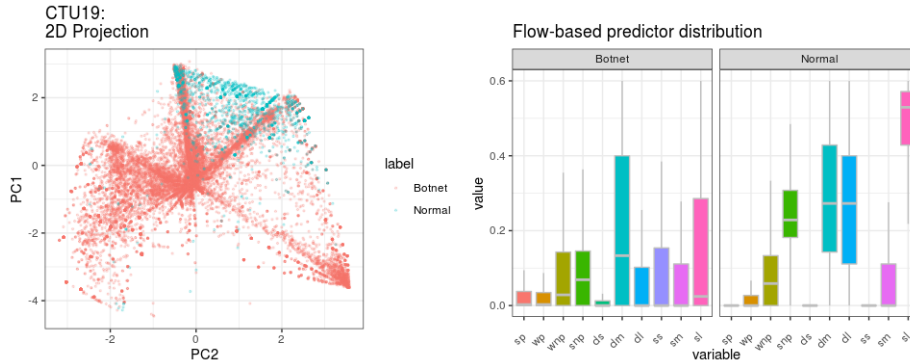 CTU19:
2D Projection
PC1
2
0
-2
-4
-2
0
2
PC2
label
Botnet
Normal
Flow-based predictor distribution
Botnet
Normal
value
0.6
0.4
0.2
0.0
sp wp wnp snp ds dm dl ss sm sl
sp wp wnp snp ds dm dl ss sm sl
variable